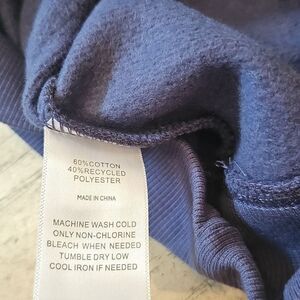 60%COTTON
40%RECYCLED
POLYESTER
MADE IN CHINA
MACHINE WASH COLD
ONLY NON-CHLORINE
BLEACH WHEN NEEDED
TUMBLE DRY LOW
COOL IRON IF NEEDED